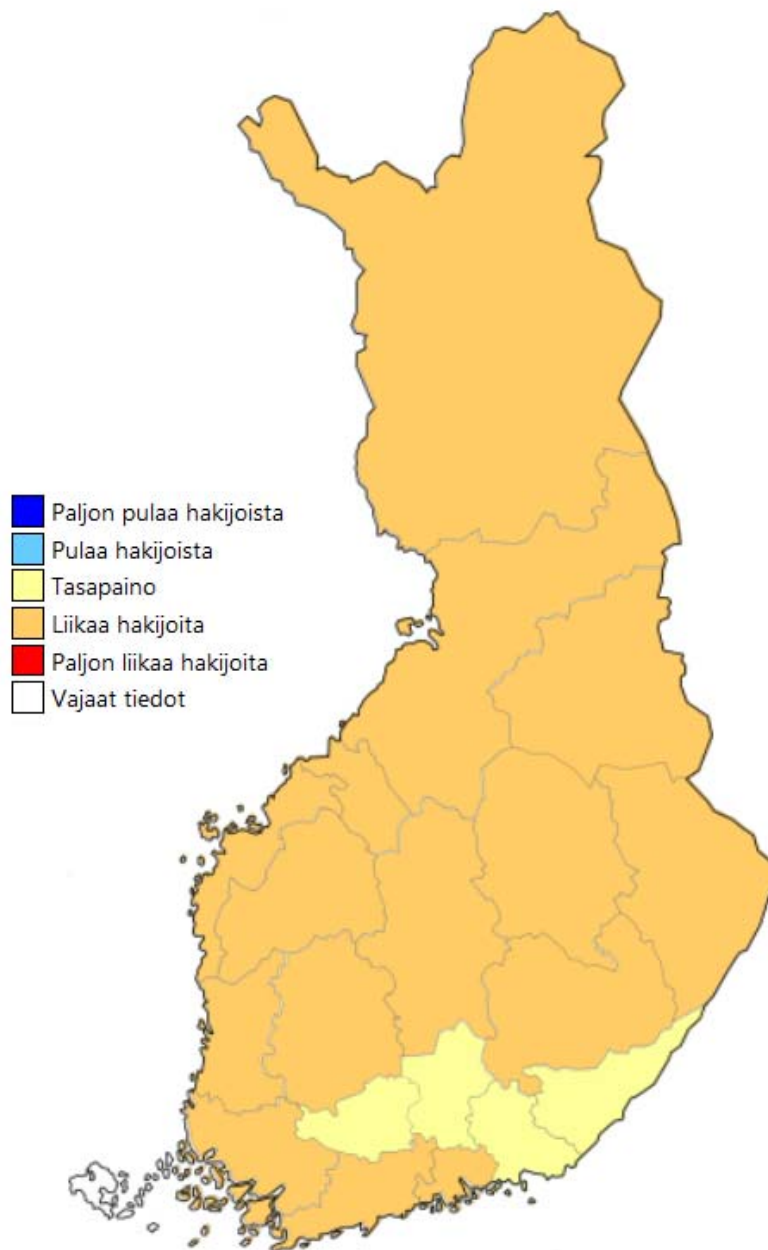 Paljon pulaa hakijoista
Pulaa hakijoista
Tasapaino
Liikaa hakijoita
Paljon liikaa hakijoita
Vajaat tiedot